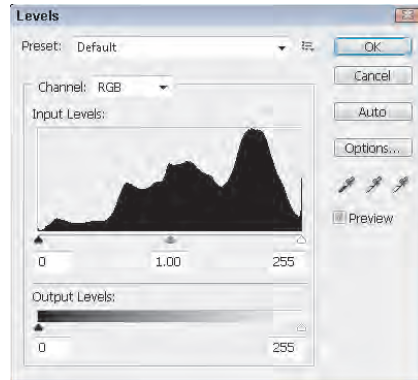 Levels
Preset: Default
OK
Cancel
Channel: RGB
Auto
Input Levels:
Options...
Preview
0 1.00 255
Output Levels:
0 255